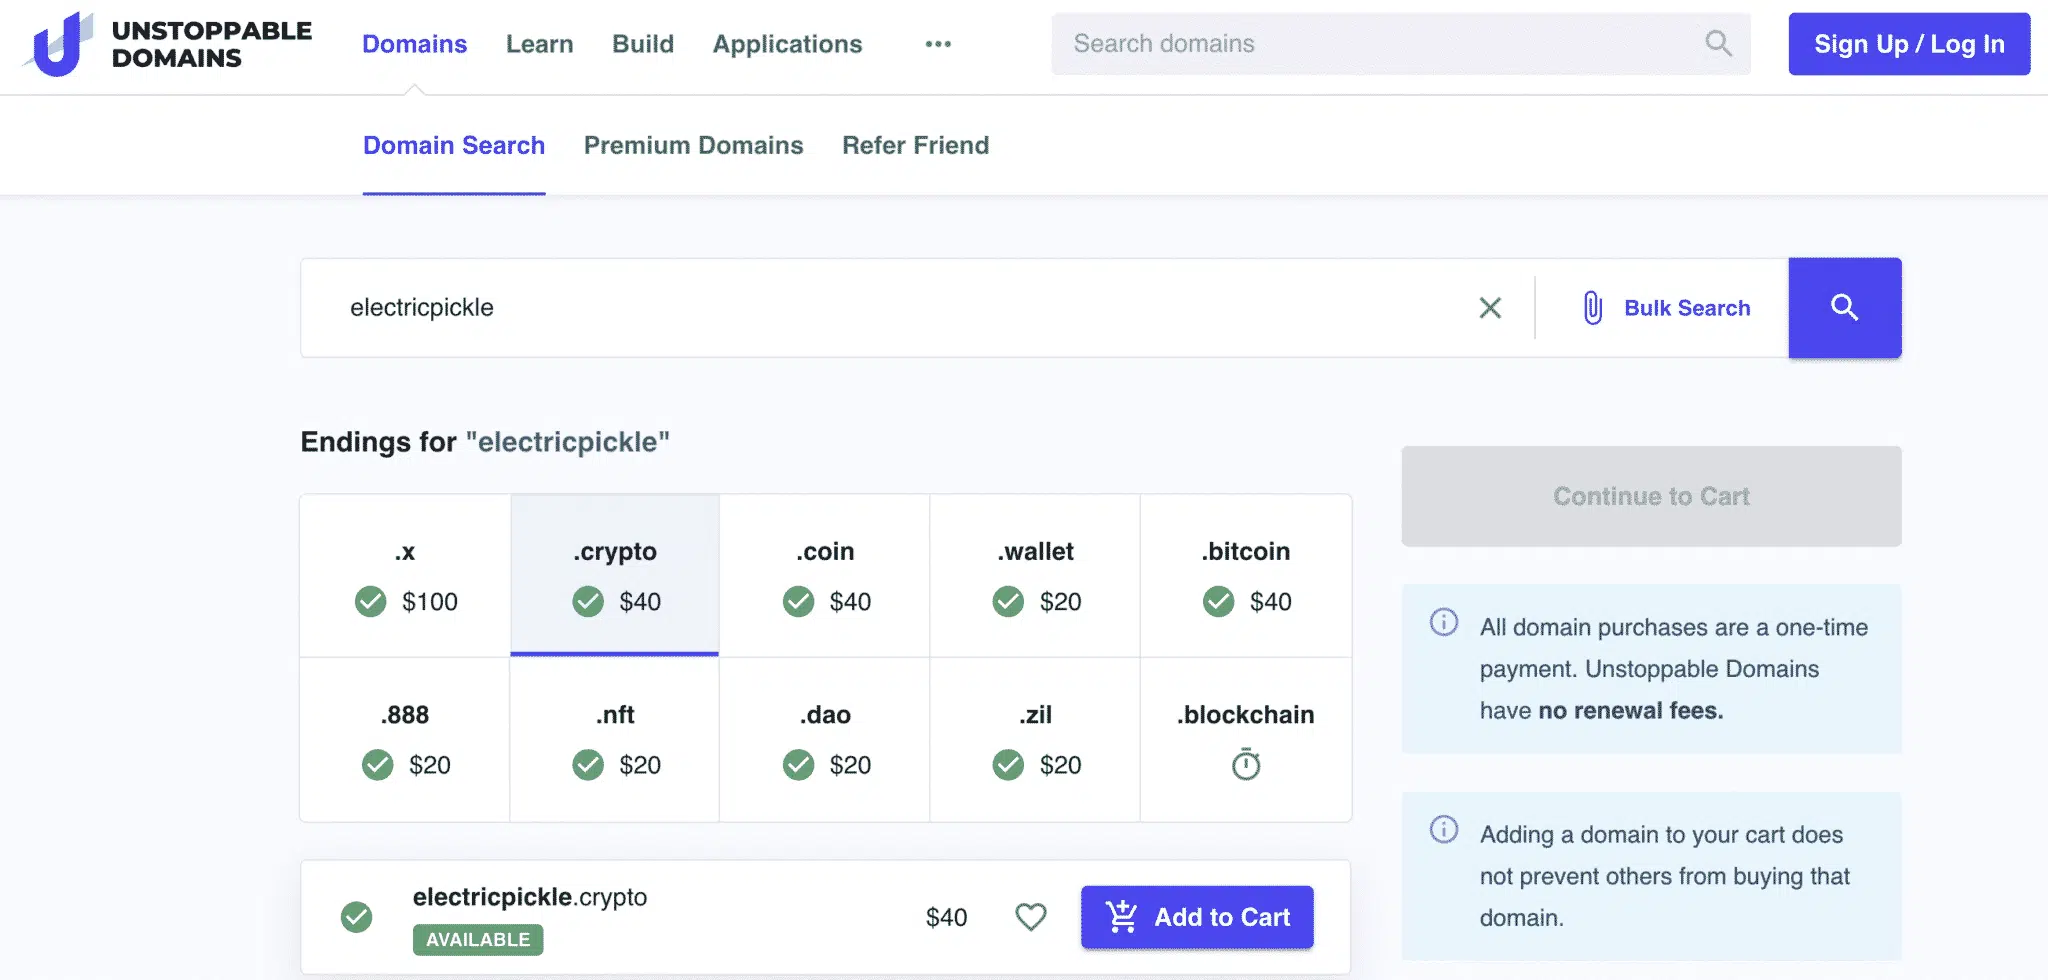 UNSTOPPABLE
DOMAINS
Domains Learn Build Applications ••• Search domains Sign Up / Log In
Domain Search Premium Domains Refer Friend
electricpickle Bulk Search
Endings for "electricpickle"
.x .crypto .coin .wallet .bitcoin
$100 $40 $40 $20 $40
.888 .nft .dao .zil .blockchain
$20 $20 $20 $20
electricpickle.crypto
AVAILABLE
$40 Add to Cart
Continue to Cart
All domain purchases are a one-time
payment. Unstoppable Domains
have no renewal fees.
Adding a domain to your cart does
not prevent others from buying that
domain.